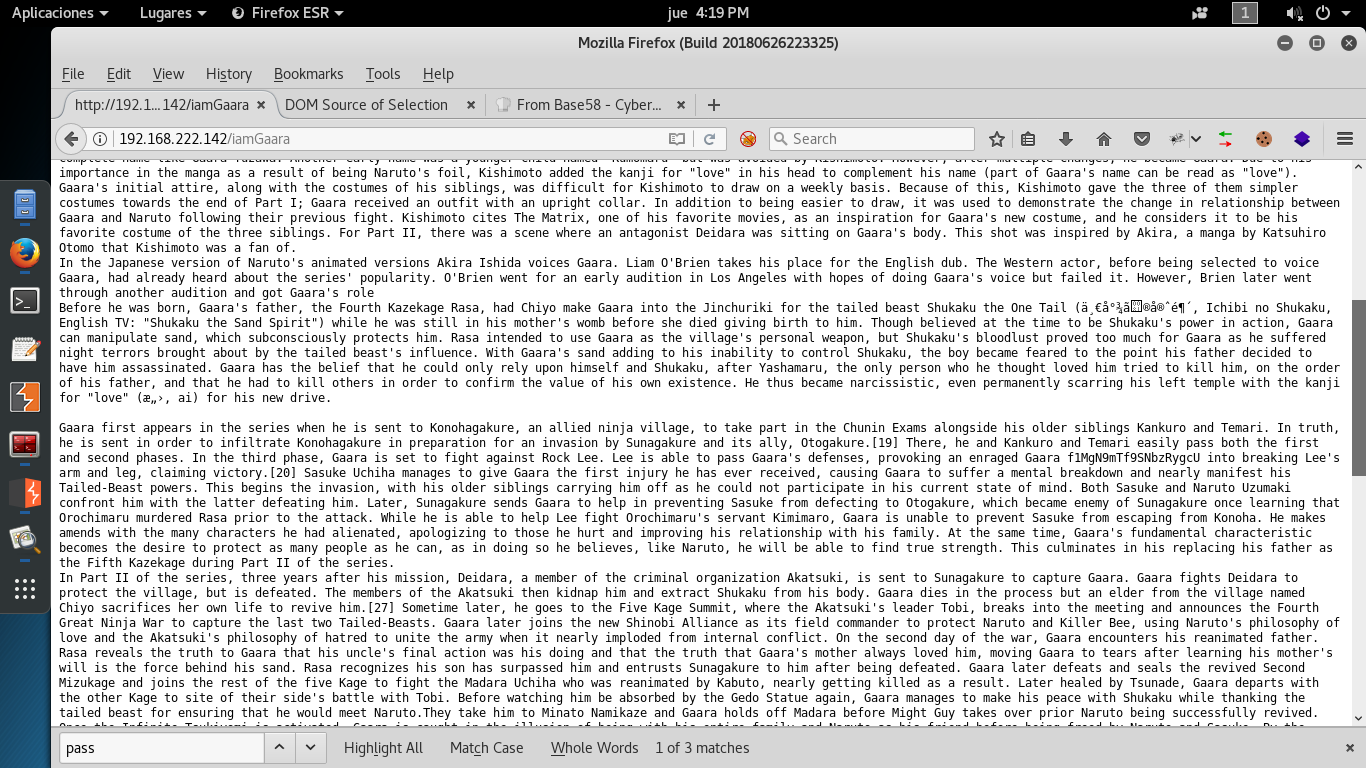 Aplicaciones Lugares Firefox ESR jue 4:19 PM 1
Mozilla Firefox (Build 20180626223325)
File Edit View History Bookmarks Tools Help
http://192.1...142/iamGaara DOM Source of Selection From Base58 - Cyber...
192.168.222.142/iamGaara Search
importance in the manga as a result of being Naruto's foil, Kishimoto added the kanji for "love" in his head to complement his name (part of Gaara's name can be read as "love").
Gaara's initial attire, along with the costumes of his siblings, was difficult for Kishimoto to draw on a weekly basis. Because of this, Kishimoto gave the three of them simpler
costumes towards the end of Part I; Gaara received an outfit with an upright collar. In addition to being easier to draw, it was used to demonstrate the change in relationship between
Gaara and Naruto following their previous fight. Kishimoto cites The Matrix, one of his favorite movies, as an inspiration for Gaara's new costume, and he considers it to be his
favorite costume of the three siblings. For Part II, there was a scene where an antagonist Deidara was sitting on Gaara's body. This shot was inspired by Akira, a manga by Katsuhiro
Otomo that Kishimoto was a fan of.
In the Japanese version of Naruto's animated versions Akira Ishida voices Gaara. Liam O'Brien takes his place for the English dub. The Western actor, before being selected to voice
Gaara, had already heard about the series' popularity. O'Brien went for an early audition in Los Angeles with hopes of doing Gaara's voice but failed it. However, Brien later went
through another audition and got Gaara's role
Before he was born, Gaara's father, the Fourth Kazekage Rasa, had Chiyo make Gaara into the Jinchuriki for the tailed beast Shukaku the One Tail (, Ichibi no Shukaku,
English TV: "Shukaku the Sand Spirit") while he was still in his mother's womb before she died giving birth to him. Though believed at the time to be Shukaku's power in action, Gaara
can manipulate sand, which subconsciously protects him. Rasa intended to use Gaara as the village's personal weapon, but Shukaku's bloodlust proved too much for Gaara as he suffered
night terrors brought about by the tailed beast's influence. With Gaara's sand adding to his inability to control Shukaku, the boy became feared to the point his father decided to
have him assassinated. Gaara has the belief that he could only rely upon himself and Shukaku, after Yashamaru, the only person who he thought loved him tried to kill him, on the order
of his father, and that he had to kill others in order to confirm the value of his own existence. He thus became narcissistic, even permanently scarring his left temple with the kanji
for "love" (æ„›, ai) for his new drive.
Gaara first appears in the series when he is sent to Konohagakure, an allied ninja village, to take part in the Chunin Exams alongside his older siblings Kankuro and Temari. In truth,
he is sent in order to infiltrate Konohagakure in preparation for an invasion by Sunagakure and its ally, Otogakure.[19] There, he and Kankuro and Temari easily pass both the first
and second phases. In the third phase, Gaara is set to fight against Rock Lee. Lee is able to pass Gaara's defenses, provoking an enraged Gaara f1MgN9mTf9SNbzRygcU into breaking Lee's
arm and leg, claiming victory.[20] Sasuke Uchiha manages to give Gaara the first injury he has ever received, causing Gaara to suffer a mental breakdown and nearly manifest his
Tailed-Beast powers. This begins the invasion, with his older siblings carrying him off as he could not participate in his current state of mind. Both Sasuke and Naruto Uzumaki
confront him with the latter defeating him. Later, Sunagakure sends Gaara to help in preventing Sasuke from defecting to Otogakure, which became enemy of Sunagakure once learning that
Orochimaru murdered Rasa prior to the attack. While he is able to help Lee fight Orochimaru's servant Kimimaro, Gaara is unable to prevent Sasuke from escaping from Konoha. He makes
amends with the many characters he had alienated, apologizing to those he hurt and improving his relationship with his family. At the same time, Gaara's fundamental characteristic
becomes the desire to protect as many people as he can, as in doing so he believes, like Naruto, he will be able to find true strength. This culminates in his replacing his father as
the Fifth Kazekage during Part II of the series.
In Part II of the series, three years after his mission, Deidara, a member of the criminal organization Akatsuki, is sent to Sunagakure to capture Gaara. Gaara fights Deidara to
protect the village, but is defeated. The members of the Akatsuki then kidnap him and extract Shukaku from his body. Gaara dies in the process but an elder from the village named
Chiyo sacrifices her own life to revive him.[27] Sometime later, he goes to the Five Kage Summit, where the Akatsuki's leader Tobi, breaks into the meeting and announces the Fourth
Great Ninja War to capture the last two Tailed-Beasts. Gaara later joins the new Shinobi Alliance as its field commander to protect Naruto and Killer Bee, using Naruto's philosophy of
love and the Akatsuki's philosophy of hatred to unite the army when it nearly imploded from internal conflict. On the second day of the war, Gaara encounters his reanimated father.
Rasa reveals the truth to Gaara that his uncle's final action was his doing and that the truth that Gaara's mother always loved him, moving Gaara to tears after learning his mother's
will is the force behind his sand. Rasa recognizes his son has surpassed him and entrusts Sunagakure to him after being defeated. Gaara later defeats and seals the revived Second
Mizukage and joins the rest of the five Kage to fight the Madara Uchiha who was reanimated by Kabuto, nearly getting killed as a result. Later healed by Tsunade, Gaara departs with
the other Kage to site of their side's battle with Tobi. Before watching him be absorbed by the Gedo Statue again, Gaara manages to make his peace with Shukaku while thanking the
tailed beast for ensuring that he would meet Naruto.They take him to Minato Namikaze and Gaara holds off Madara before Might Guy takes over prior Naruto being successfully revived.
pass Highlight All Match Case Whole Words 1 of 3 matches